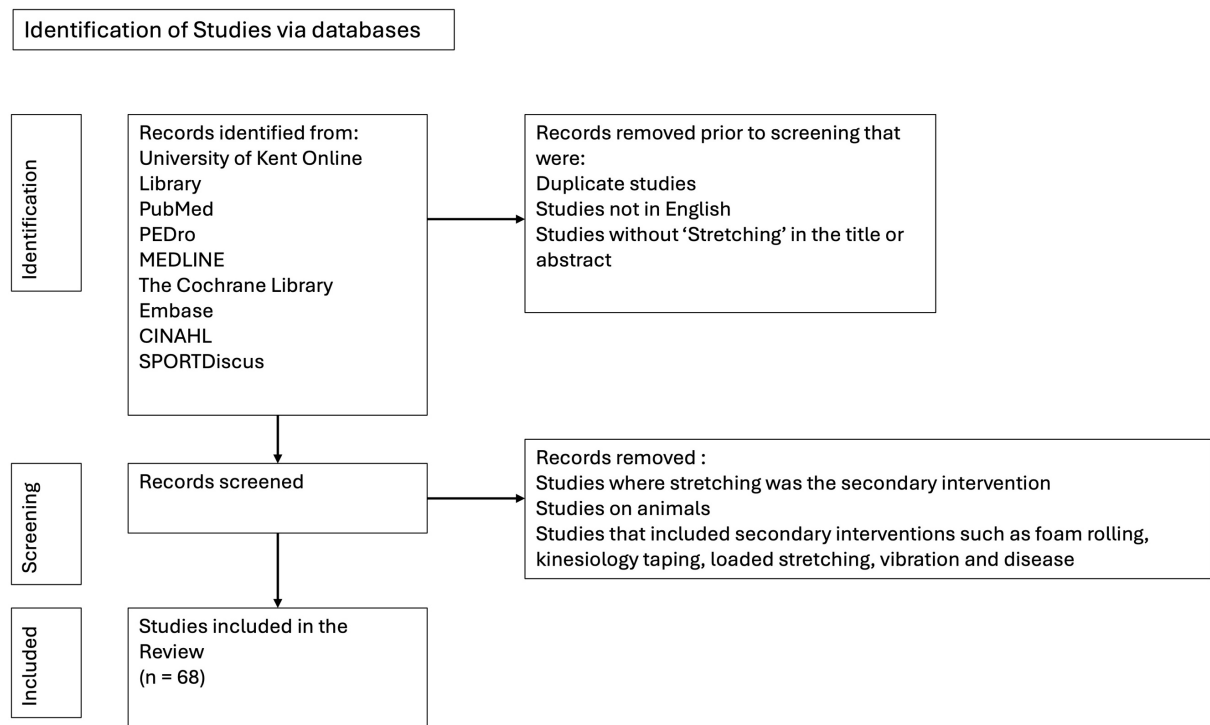 Identification of Studies via databases
Identification
Records identified from:
University of Kent Online
Library
PubMed
PEDro
MEDLINE
The Cochrane Library
Embase
CINAHL
SPORTDiscus
Records removed prior to screening that
were:
Duplicate studies
Studies not in English
Studies without ‘Stretching’ in the title or
abstract
Screening
Records screened
Records removed :
Studies where stretching was the secondary intervention
Studies on animals
Studies that included secondary interventions such as foam rolling,
kinesiology taping, loaded stretching, vibration and disease
Included
Studies included in the
Review
(n = 68)